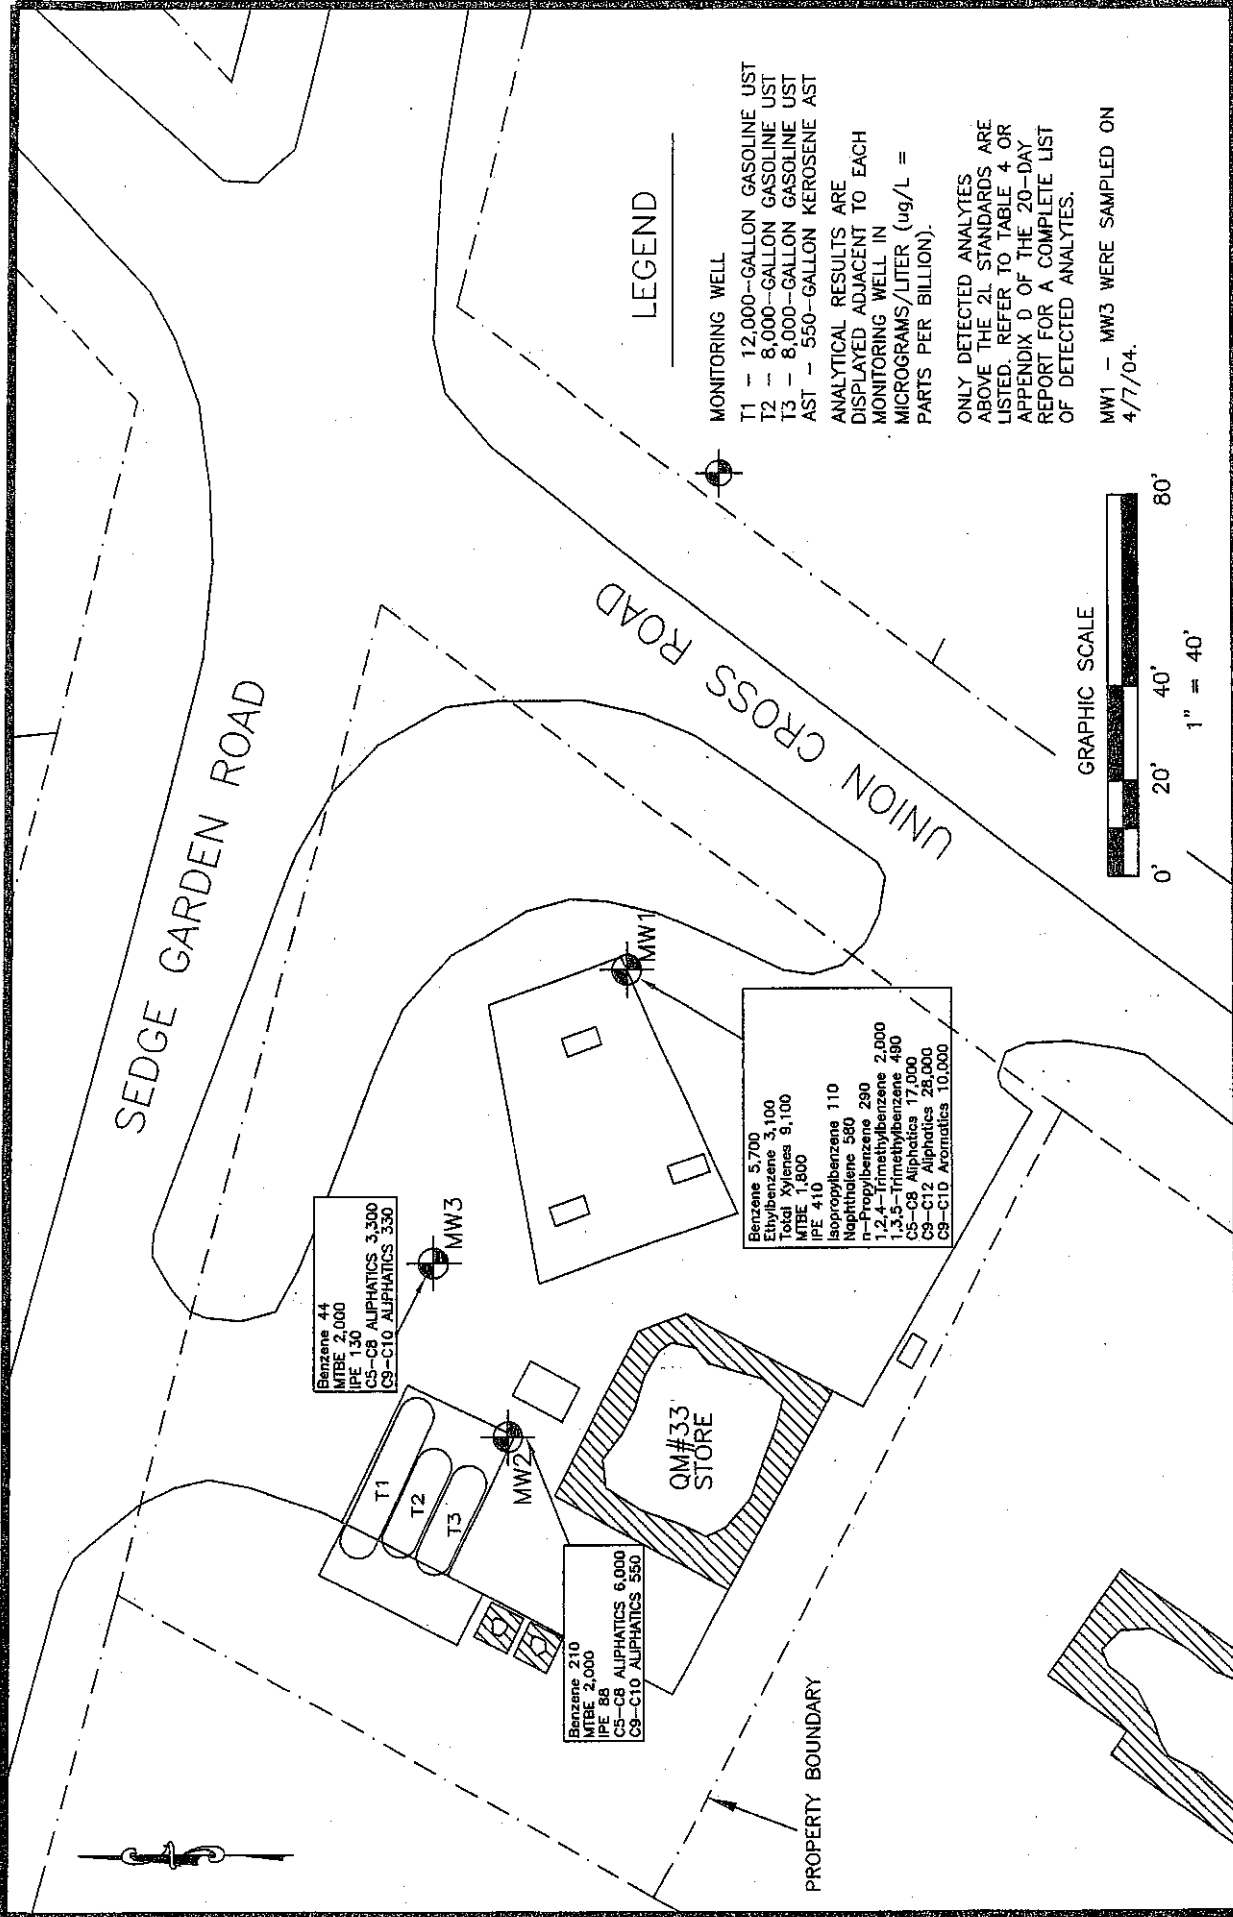 SEDGE GARDEN ROAD
UNION CROSS ROAD
Benzene 44
MTBE 2,000
IPE 130
C5-C8 ALIPHATICS 3,300
C9-C10 ALIPHATICS 330
MW3
T1
T2
T3
MW2
Benzene 210
MTBE 2,000
IPE 88
C5-C8 ALIPHATICS 6,000
C9-C10 ALIPHATICS 550
QM#33
STORE
MW1
Benzene 5,700
Ethylbenzene 3,100
Total Xylenes 9,100
MTBE 1,800
IPE 410
Isopropylbenzene 110
Naphthalene 580
n-Propylbenzene 290
1,2,4-Trimethylbenzene 2,000
1,3,5-Trimethylbenzene 490
C5-C8 Aliphatics 17,000
C9-C12 Aliphatics 28,000
C9-C10 Aromatics 10,000
PROPERTY BOUNDARY
LEGEND
MONITORING WELL
T1 - 12,000-GALLON GASOLINE UST
T2 - 8,000-GALLON GASOLINE UST
T3 - 8,000-GALLON GASOLINE UST
AST - 550-GALLON KEROSENE AST
ANALYTICAL RESULTS ARE
DISPLAYED ADJACENT TO EACH
MONITORING WELL IN
MICROGRAMS/LITER (ug/L =
PARTS PER BILLION).
ONLY DETECTED ANALYTES
ABOVE THE 2L STANDARDS ARE
LISTED. REFER TO TABLE 4 OR
APPENDIX D OF THE 20-DAY
REPORT FOR A COMPLETE LIST
OF DETECTED ANALYTES.
MW1 - MW3 WERE SAMPLED ON
4/7/04.
GRAPHIC SCALE
0' 20' 40' 80'
1" = 40'